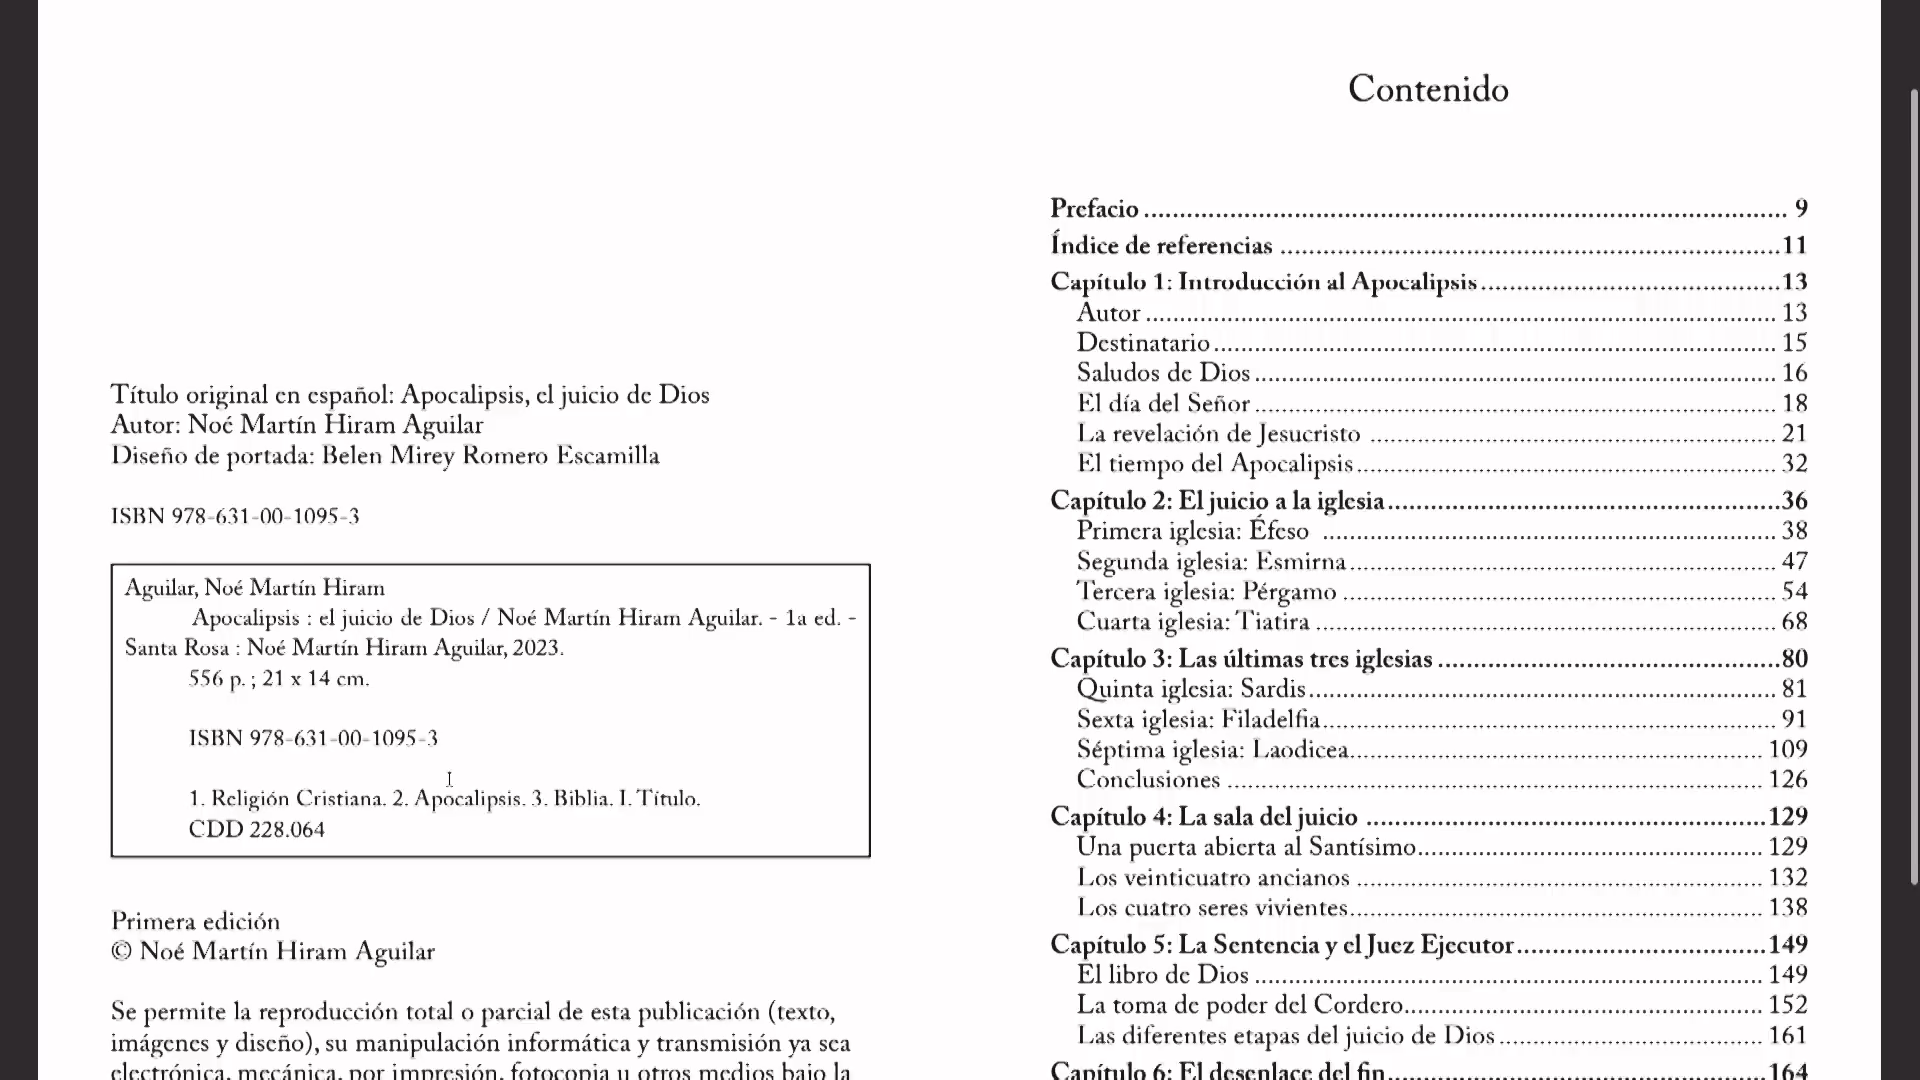 Título original en español: Apocalipsis, el juicio de Dios
Autor: Noé Martín Hiram Aguilar
Diseño de portada: Belen Mirey Romero Escamilla
ISBN 978-631-00-1095-3
Aguilar, Noé Martín Hiram
Apocalipsis : el juicio de Dios / Noé Martín Hiram Aguilar. - 1a ed. -
Santa Rosa : Noé Martín Hiram Aguilar, 2023.
556 p. ; 21 x 14 cm.
ISBN 978-631-00-1095-3
1. Religión Cristiana. 2. Apocalipsis. 3. Biblia. I. Título.
CDD 228.064
Primera edición
© Noé Martín Hiram Aguilar
Se permite la reproducción total o parcial de esta publicación (texto,
imágenes y diseño), su manipulación informática y transmisión ya sea
electrónica, mecánica, por impresión, fotocopia u otros medios bajo la
Contenido
Prefacio ........ 9
Índice de referencias ........ 11
Capítulo 1: Introducción al Apocalipsis ........ 13
Autor ........ 13
Destinatario ........ 15
Saludos de Dios ........ 16
El día del Señor ........ 18
La revelación de Jesucristo ........ 21
El tiempo del Apocalipsis ........ 32
Capítulo 2: El juicio a la iglesia ........ 36
Primera iglesia: Éfeso ........ 38
Segunda iglesia: Esmirna ........ 47
Tercera iglesia: Pérgamo ........ 54
Cuarta iglesia: Tiatira ........ 68
Capítulo 3: Las últimas tres iglesias ........ 80
Quinta iglesia: Sardis ........ 81
Sexta iglesia: Filadelfia ........ 91
Séptima iglesia: Laodicea ........ 109
Conclusiones ........ 126
Capítulo 4: La sala del juicio ........ 129
Una puerta abierta al Santísimo ........ 129
Los veinticuatro ancianos ........ 132
Los cuatro seres vivientes ........ 138
Capítulo 5: La Sentencia y el Juez Ejecutor ........ 149
El libro de Dios ........ 149
La toma de poder del Cordero ........ 152
Las diferentes etapas del juicio de Dios ........ 161
Capítulo 6: El desenlace del fin ........ 164